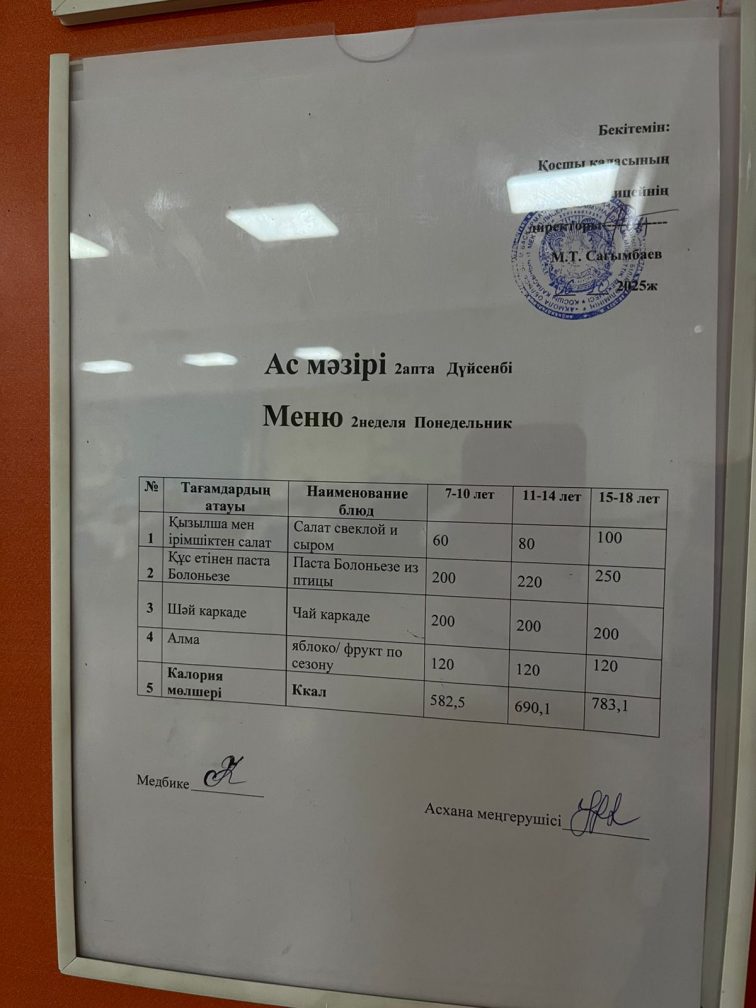 Бекітемін:
Қосшы қаласының
лицейнің
директоры
М.Т. Сағымбаев
2025ж
Ас мәзірі 2апта Дүйсенбі
Меню 2неделя Понедельник
№ Тағамдардың атауы Наименование блюд 7-10 лет 11-14 лет 15-18 лет
1 Қызылша мен ірімшіктен салат Салат свеклой и сыром 60 80 100
2 Құс етінен паста Болоньезе Паста Болоньезе из птицы 200 220 250
3 Шәй каркаде Чай каркаде 200 200 200
4 Алма яблоко/ фрукт по сезону 120 120 120
5 Калория мөлшері Ккал 582,5 690,1 783,1
Медбике
Асхана меңгерушісі